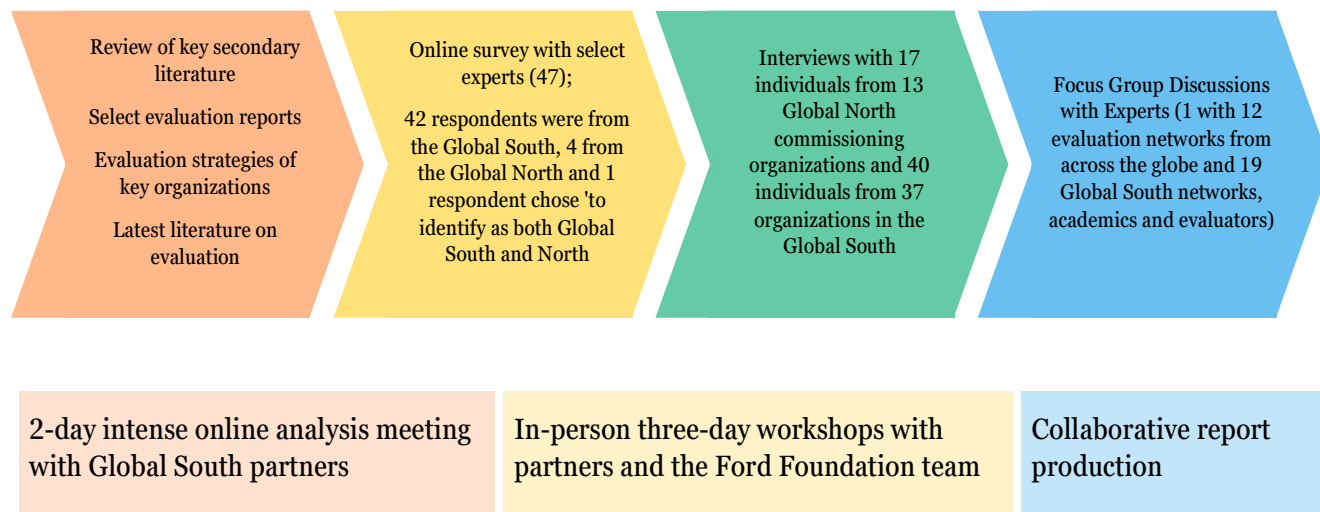 Review of key secondary
literature
Select evaluation reports
Evaluation strategies of
key organizations
Latest literature on
evaluation
Online survey with select
experts (47);
42 respondents were from
the Global South, 4 from
the Global North and 1
respondent chose 'to
identify as both Global
South and North
Interviews with 17
individuals from 13
Global North
commissioning
organizations and 40
individuals from 37
organizations in the
Global South
Focus Group Discussions
with Experts (1 with 12
evaluation networks from
across the globe and 19
Global South networks,
academics and evaluators)
2-day intense online analysis meeting
with Global South partners
In-person three-day workshops with
partners and the Ford Foundation team
Collaborative report
production